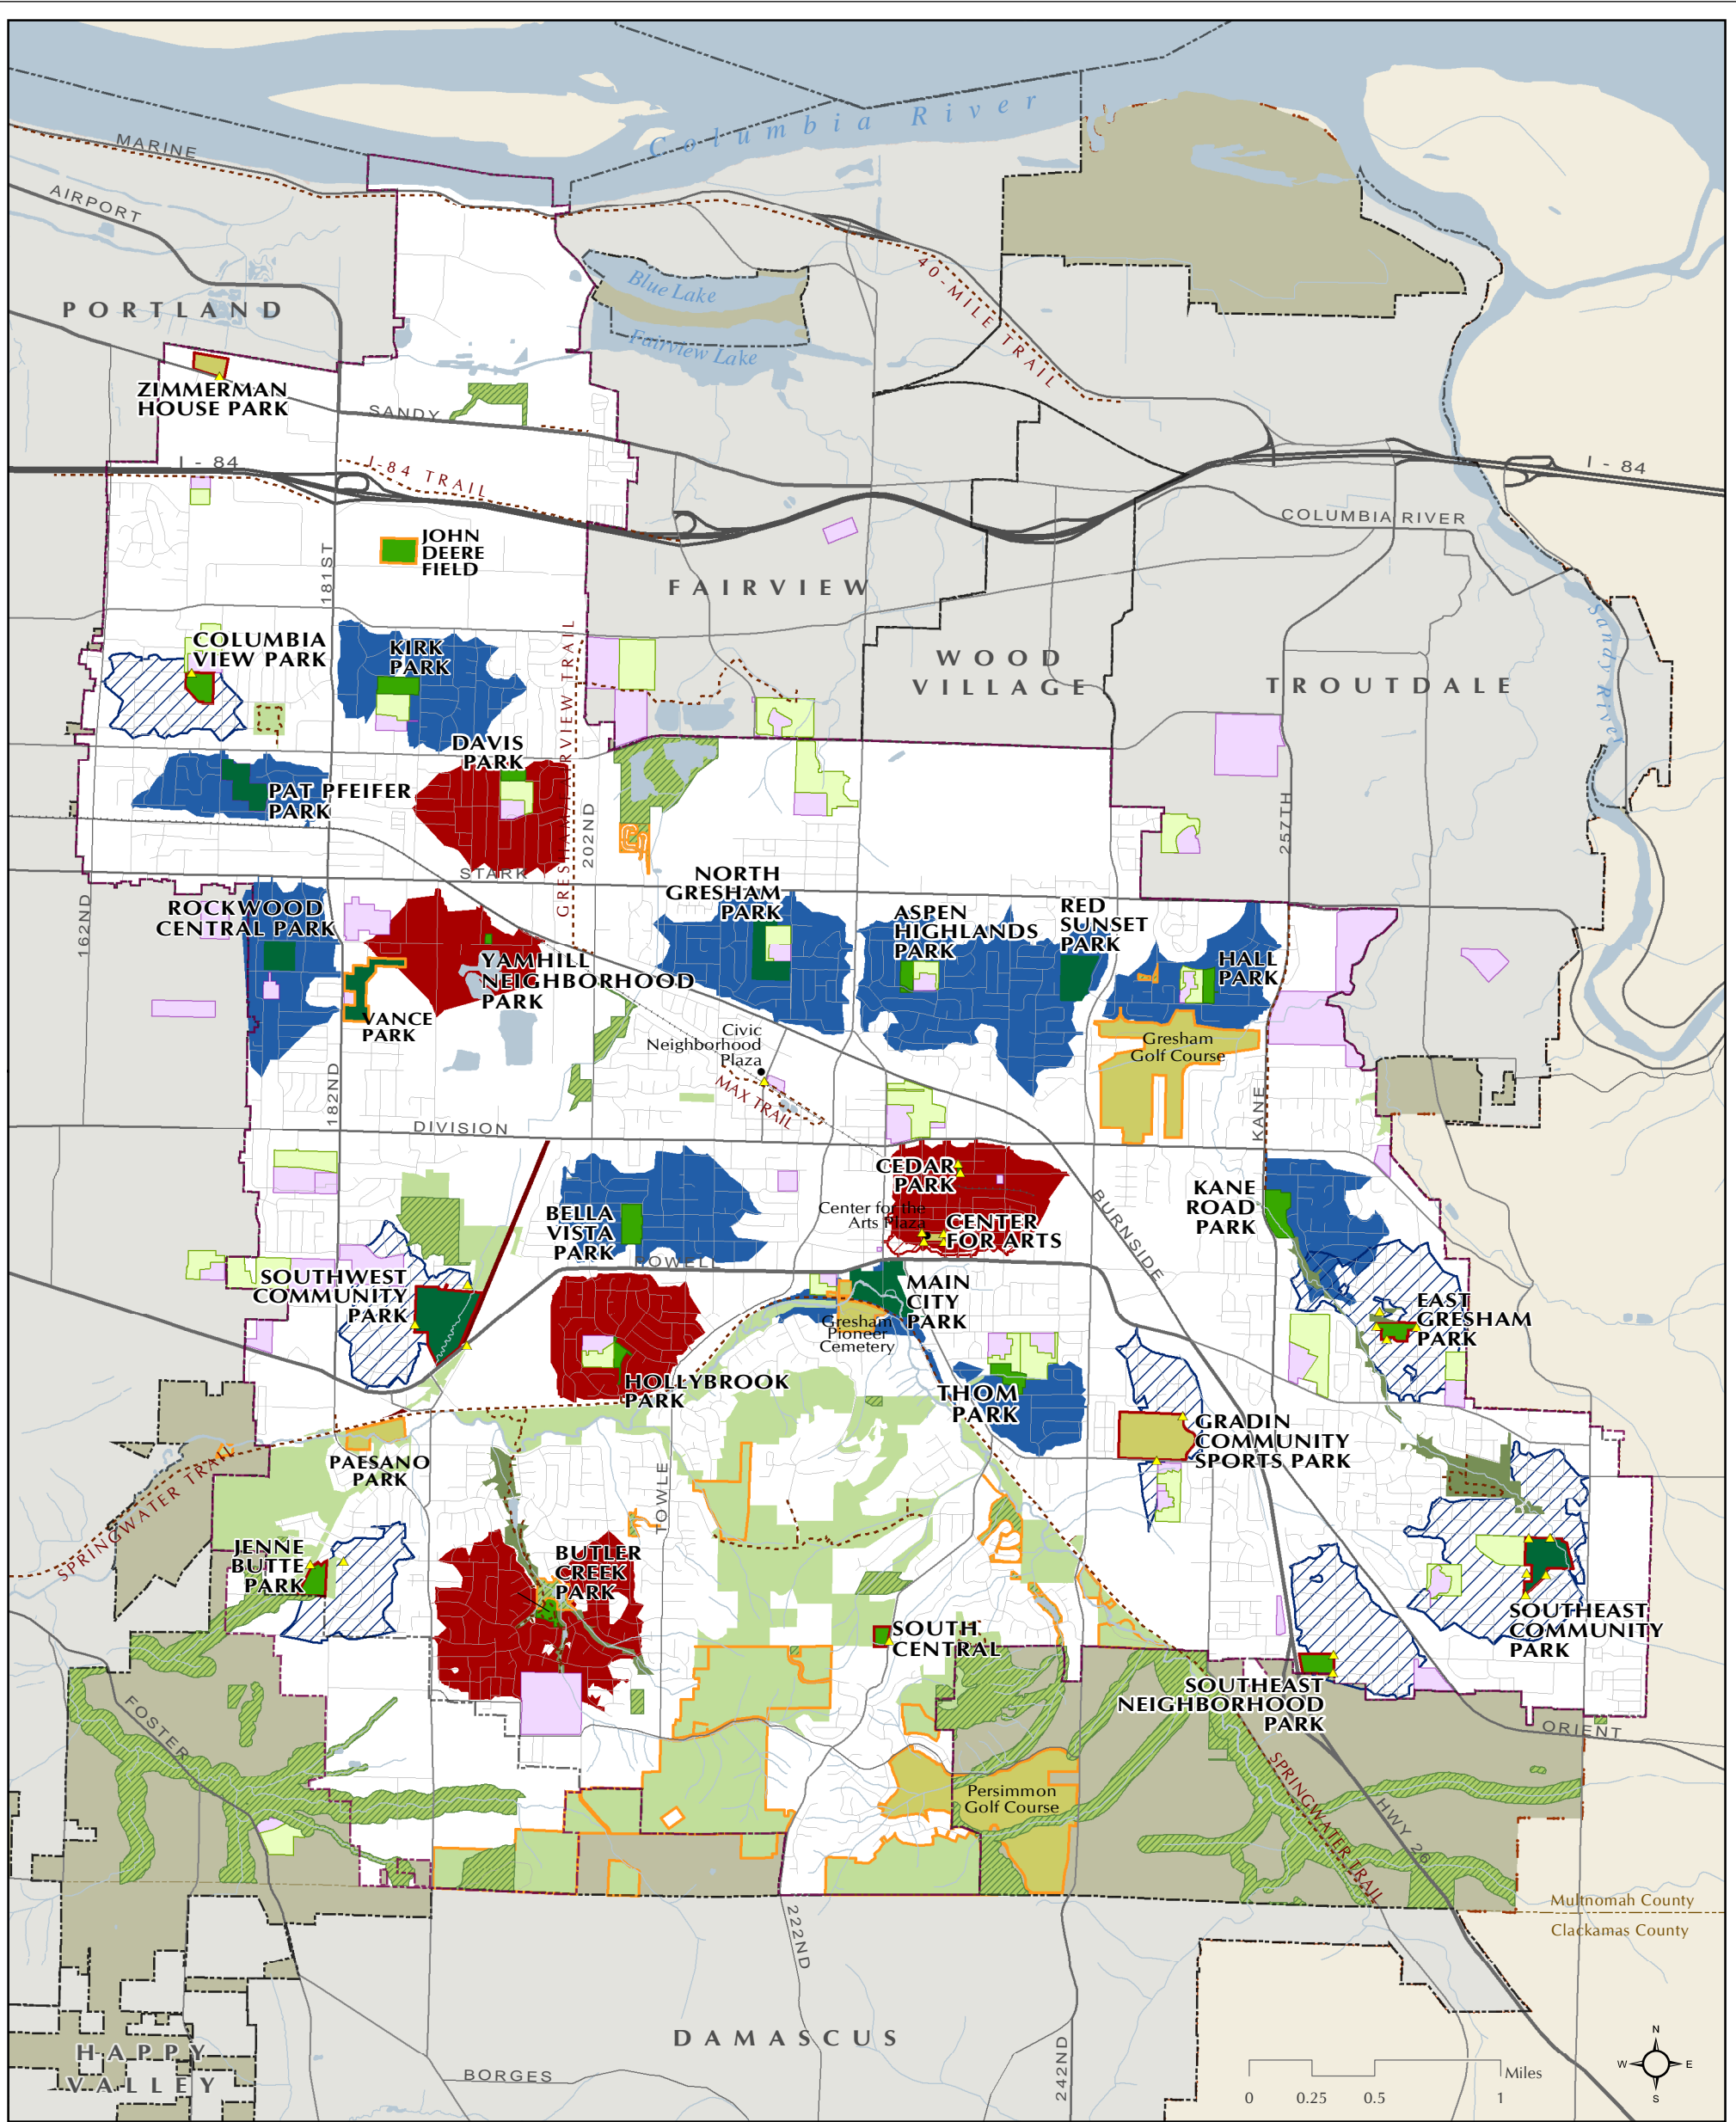 Columbia River
MARINE
AIRPORT
PORTLAND
Blue Lake
Fairview Lake
40-MILE TRAIL
ZIMMERMAN
HOUSE PARK
SANDY
I - 84
I-84 TRAIL
I - 84
COLUMBIA RIVER
JOHN
DEERE
FIELD
181ST
FAIRVIEW
WOOD
VILLAGE
TROUTDALE
Sandy River
COLUMBIA
VIEW PARK
KIRK
PARK
GRESHAM FAIRVIEW TRAIL
DAVIS
PARK
PAT PFEIFER
PARK
202ND
257TH
STARK
162ND
ROCKWOOD
CENTRAL PARK
NORTH
GRESHAM
PARK
ASPEN
HIGHLANDS
PARK
RED
SUNSET
PARK
HALL
PARK
YAMHILL
NEIGHBORHOOD
PARK
VANCE
PARK
Civic
Neighborhood
Plaza
MAX TRAIL
Gresham
Golf Course
182ND
KANE
DIVISION
CEDAR
PARK
Center for the
Arts Plaza
CENTER
FOR ARTS
BELLA
VISTA
PARK
BURNSIDE
KANE
ROAD
PARK
POWELL
SOUTHWEST
COMMUNITY
PARK
MAIN
CITY
PARK
Gresham
Pioneer
Cemetery
EAST
GRESHAM
PARK
HOLLYBROOK
PARK
THOM
PARK
GRADIN
COMMUNITY
SPORTS PARK
PAESANO
PARK
SPRINGWATER TRAIL
TOWLE
JENNE
BUTTE
PARK
BUTLER
CREEK
PARK
SOUTH
CENTRAL
SOUTHEAST
COMMUNITY
PARK
SOUTHEAST
NEIGHBORHOOD
PARK
ORIENT
FOSTER
Persimmon
Golf Course
SPRINGWATER TRAIL
HWY 26
Multnomah County
Clackamas County
222ND
DAMASCUS
HAPPY
VALLEY
BORGES
242ND
Miles
0 0.25 0.5 1
N
W E
S